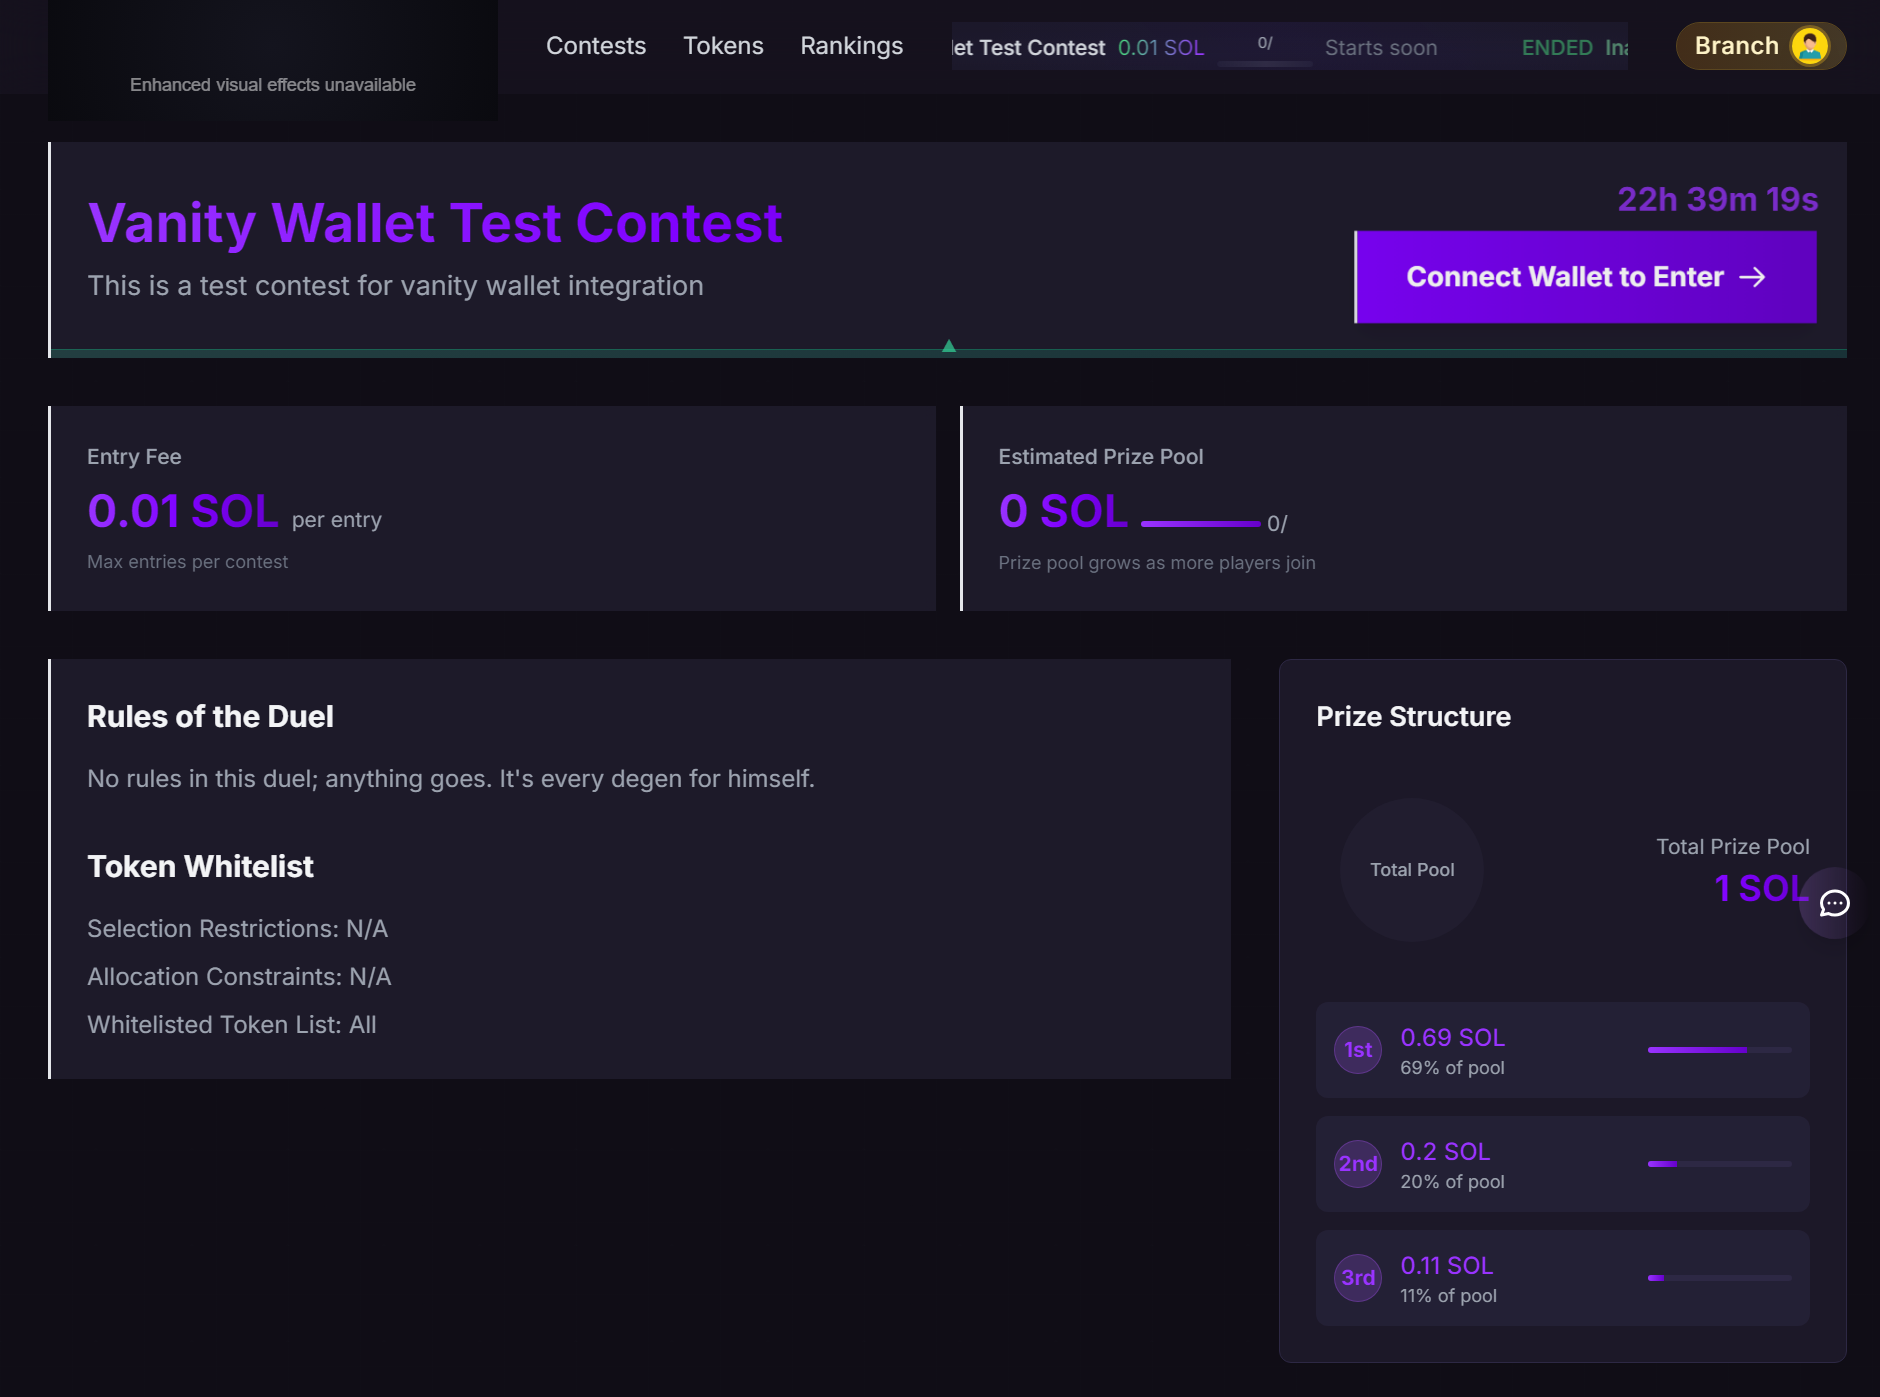 Enhanced visual effects unavailable
Contests
Tokens
Rankings
let Test Contest 0.01 SOL 0/ Starts soon ENDED
Branch
Vanity Wallet Test Contest
This is a test contest for vanity wallet integration
22h 39m 19s
Connect Wallet to Enter →
Entry Fee
0.01 SOL per entry
Max entries per contest
Estimated Prize Pool
0 SOL 0/
Prize pool grows as more players join
Rules of the Duel
No rules in this duel; anything goes. It's every degen for himself.
Token Whitelist
Selection Restrictions: N/A
Allocation Constraints: N/A
Whitelisted Token List: All
Prize Structure
Total Pool
Total Prize Pool
1 SOL
1st
0.69 SOL
69% of pool
2nd
0.2 SOL
20% of pool
3rd
0.11 SOL
11% of pool